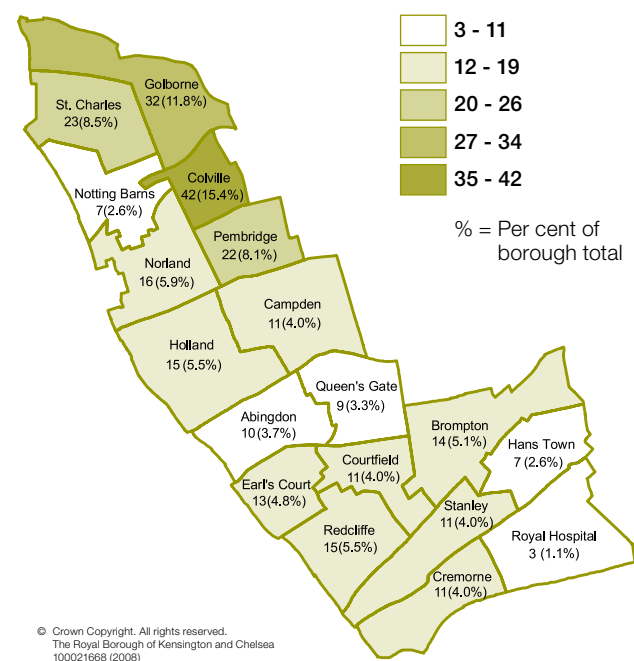 3 - 11
12 - 19
20 - 26
27 - 34
35 - 42
% = Per cent of
borough total
Golborne
32 (11.8%)
St. Charles
23(8.5%)
Colville
42 (15.4%)
Notting Barns
7(2.6%)
Pembridge
22 (8.1%)
Norland
16 (5.9%)
Campden
11(4.0%)
Holland
15 (5.5%)
Queen's Gate
9 (3.3%)
Abingdon
10 (3.7%)
Brompton
14 (5.1%)
Hans Town
7 (2.6%)
Courtfield
11(4.0%)
Earl's Court
13(4.8%)
Stanley
11 (4.0%)
Redcliffe
15(5.5%)
Royal Hospital
3 (1.1%)
Cremorne
11(4.0%)
© Crown Copyright. All rights reserved.
The Royal Borough of Kensington and Chelsea
100021668 (2008)